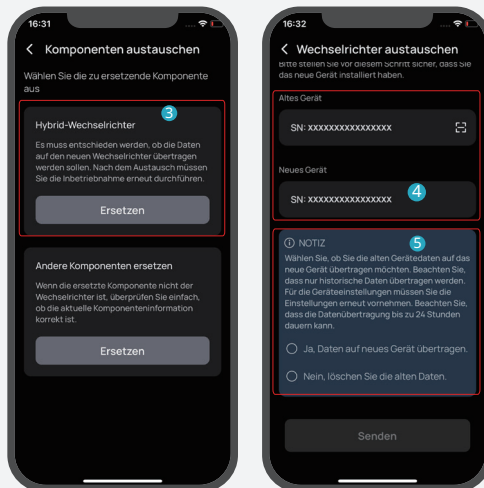 16:31
Komponenten austauschen
Wählen Sie die zu ersetzende Komponente
aus
3
Hybrid-Wechselrichter
Es muss entschieden werden, ob die Daten
auf den neuen Wechselrichter übertragen
werden sollen. Nach dem Austausch müssen
Sie die Inbetriebnahme erneut durchführen.
Ersetzen
Andere Komponenten ersetzen
Wenn die ersetzte Komponente nicht der
Wechselrichter ist, überprüfen Sie einfach,
ob die aktuelle Komponenteninformation
korrekt ist.
Ersetzen
16:32
Wechselrichter austauschen
Bitte stellen Sie vor diesem Schritt sicher, dass Sie
das neue Gerät installiert haben.
Altes Gerät
SN: xxxxxxxxxxxxxxxx
Neues Gerät
SN: xxxxxxxxxxxxxxxx
4
NOTIZ
5
Wählen Sie, ob Sie die alten Gerätedaten auf das
neue Gerät übertragen möchten. Beachten Sie,
dass nur historische Daten übertragen werden.
Für die Geräteeinstellungen müssen Sie die
Einstellungen erneut vornehmen. Beachten Sie,
dass die Datenübertragung bis zu 24 Stunden
dauern kann.
Ja, Daten auf neues Gerät übertragen.
Nein, löschen Sie die alten Daten.
Senden